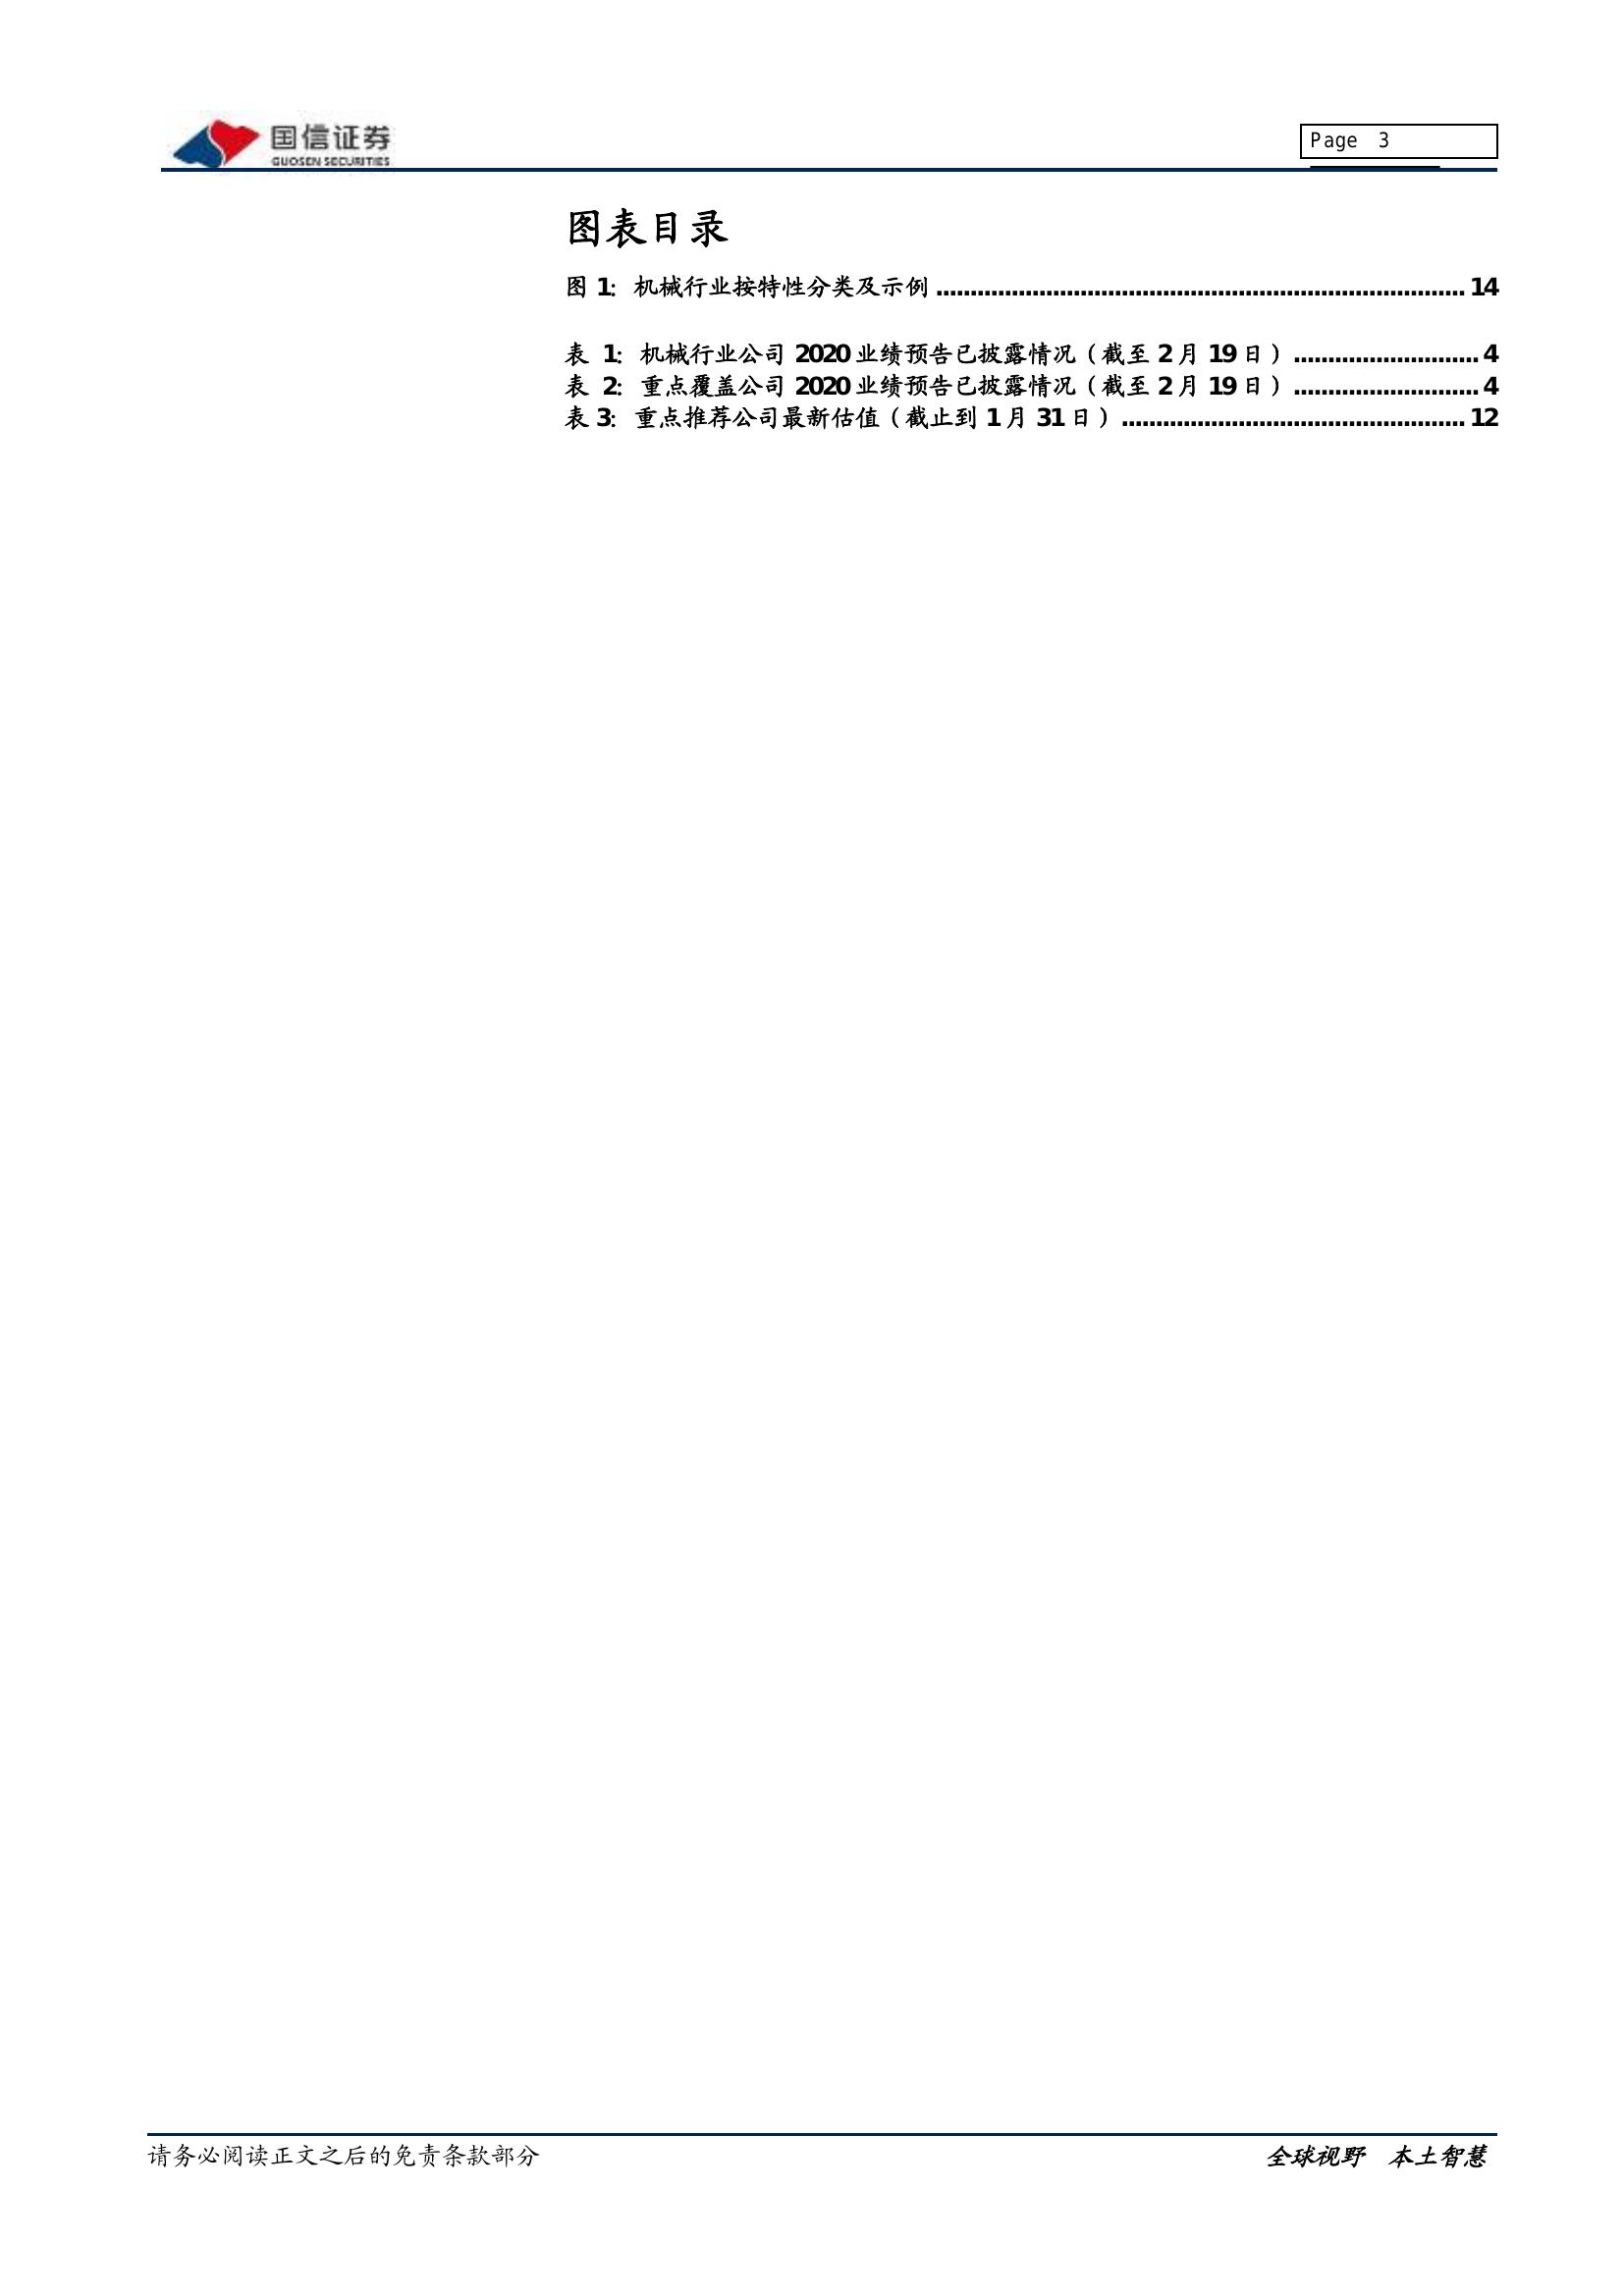 国信证券
GUOSEN SECURITIES
Page 3
图表目录
图 1：机械行业按特性分类及示例 ............................................................................. 14
表 1：机械行业公司 2020 业绩预告已披露情况（截至 2 月 19 日） ........................... 4
表 2：重点覆盖公司 2020 业绩预告已披露情况（截至 2 月 19 日） ........................... 4
表 3：重点推荐公司最新估值（截止到 1 月 31 日） .................................................. 12
请务必阅读正文之后的免责条款部分
全球视野 本土智慧